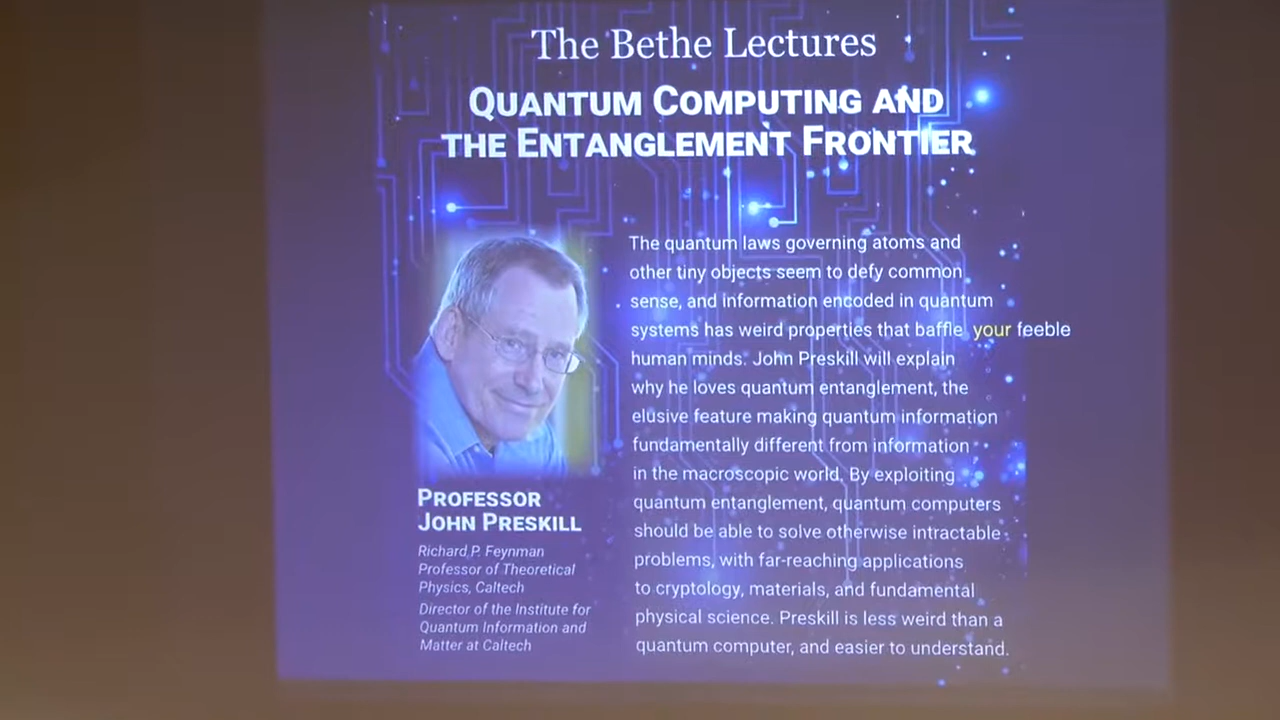 The Bethe Lectures
QUANTUM COMPUTING AND
THE ENTANGLEMENT FRONTIER
The quantum laws governing atoms and
other tiny objects seem to defy common
sense, and information encoded in quantum
systems has weird properties that baffle your feeble
human minds. John Preskill will explain
why he loves quantum entanglement, the
elusive feature making quantum information
fundamentally different from information
in the macroscopic world. By exploiting
quantum entanglement, quantum computers
should be able to solve otherwise intractable
problems, with far-reaching applications
to cryptology, materials, and fundamental
physical science. Preskill is less weird than a
quantum computer, and easier to understand.
PROFESSOR
JOHN PRESKILL
Richard P. Feynman
Professor of Theoretical
Physics, Caltech
Director of the Institute for
Quantum Information and
Matter at Caltech